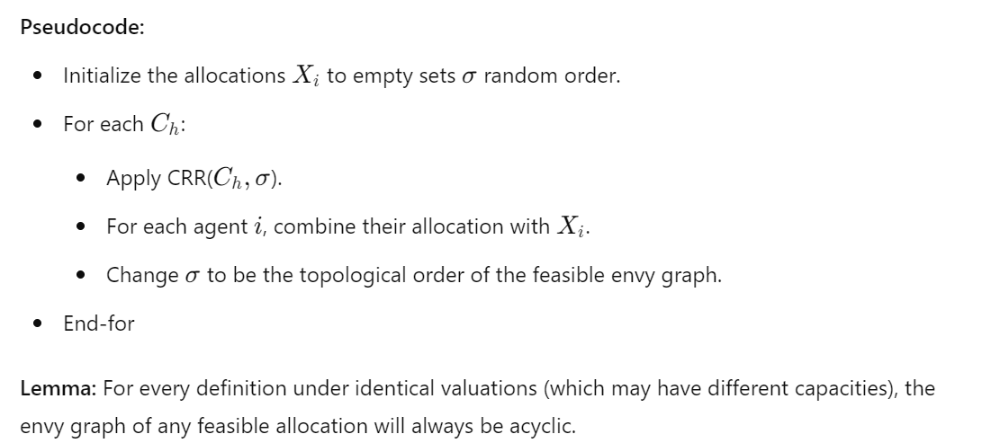 Pseudocode:
• Initialize the allocations $X_i$ to empty sets $\sigma$ random order.
• For each $C_h$:
• Apply CRR($C_h, \sigma$).
• For each agent $i$, combine their allocation with $X_i$.
• Change $\sigma$ to be the topological order of the feasible envy graph.
• End-for
Lemma: For every definition under identical valuations (which may have different capacities), the
envy graph of any feasible allocation will always be acyclic.